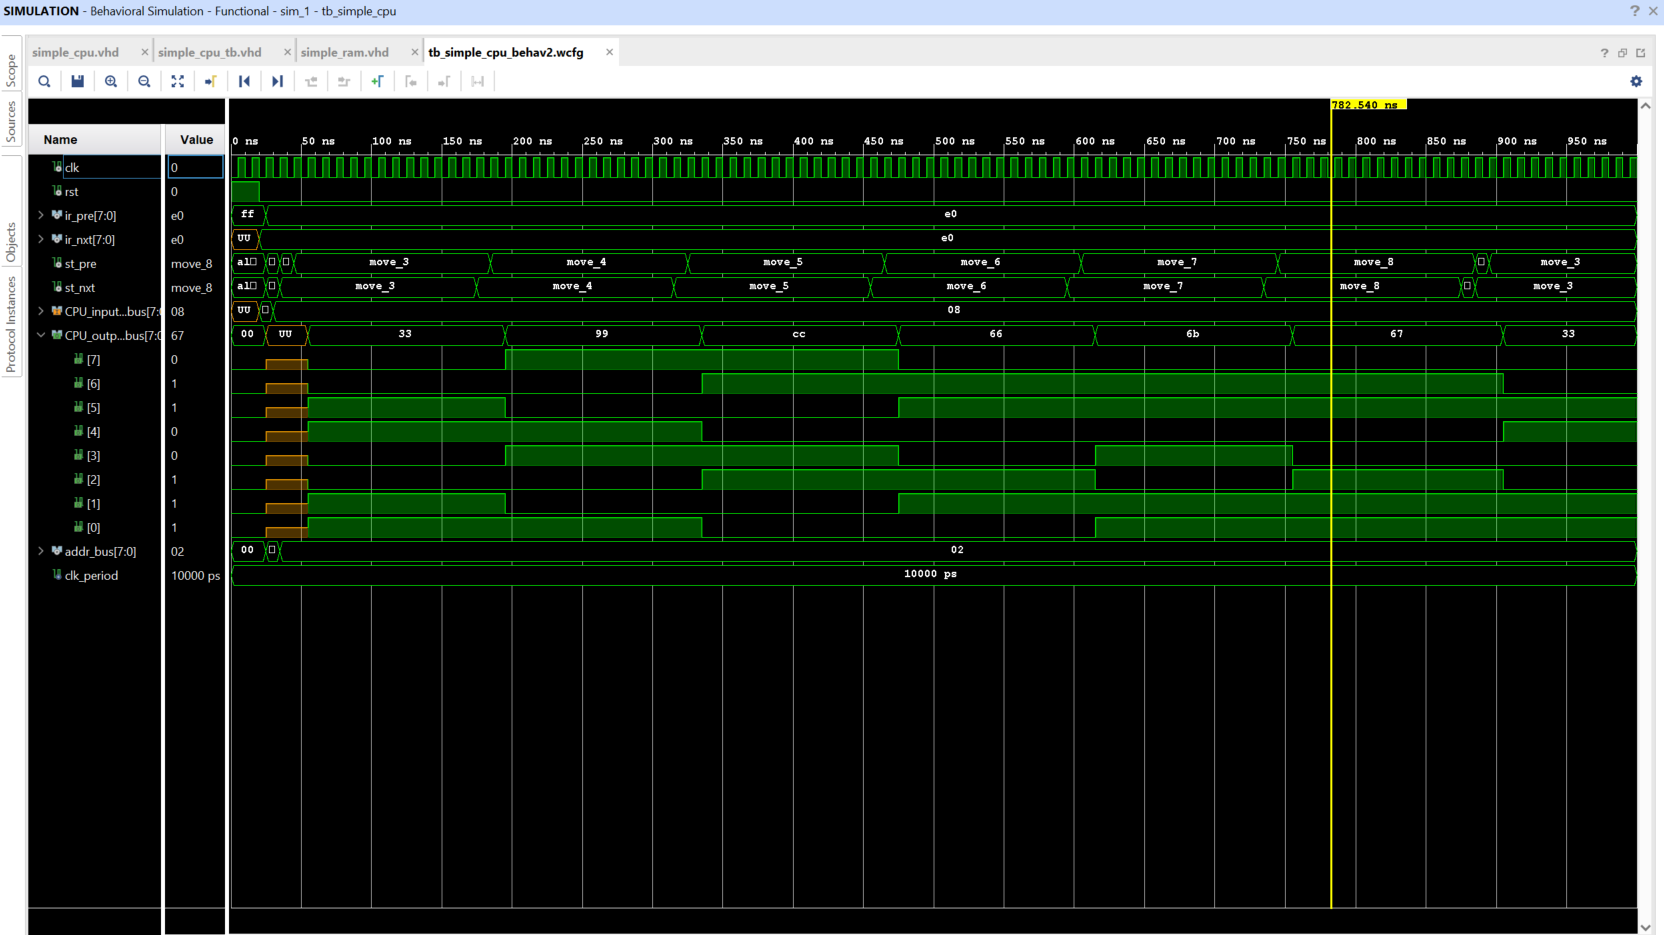 SIMULATION - Behavioral Simulation - Functional - sim_1 - tb_simple_cpu ? ×
simple_cpu.vhd × simple_cpu_tb.vhd × simple_ram.vhd × tb_simple_cpu_behav2.wcfg × ?
Scope
Sources
Objects
Protocol Instances
782.540 ns
Name Value 0 ns 50 ns 100 ns 150 ns 200 ns 250 ns 300 ns 350 ns 400 ns 450 ns 500 ns 550 ns 600 ns 650 ns 700 ns 750 ns 800 ns 850 ns 900 ns 950 ns
clk 0
rst 0
ir_pre[7:0] e0 ff e0
ir_nxt[7:0] e0 UU e0
st_pre move_8 al□ □ □ move_3 move_4 move_5 move_6 move_7 move_8 □ move_3
st_nxt move_8 al□ □ move_3 move_4 move_5 move_6 move_7 move_8 □ move_3
CPU_input...bus[7:0 08 UU □ 08
CPU_outp...bus[7:0 67 00 UU 33 99 cc 66 6b 67 33
[7] 0
[6] 1
[5] 1
[4] 0
[3] 0
[2] 1
[1] 1
[0] 1
addr_bus[7:0] 02 00 □ 02
clk_period 10000 ps 10000 ps